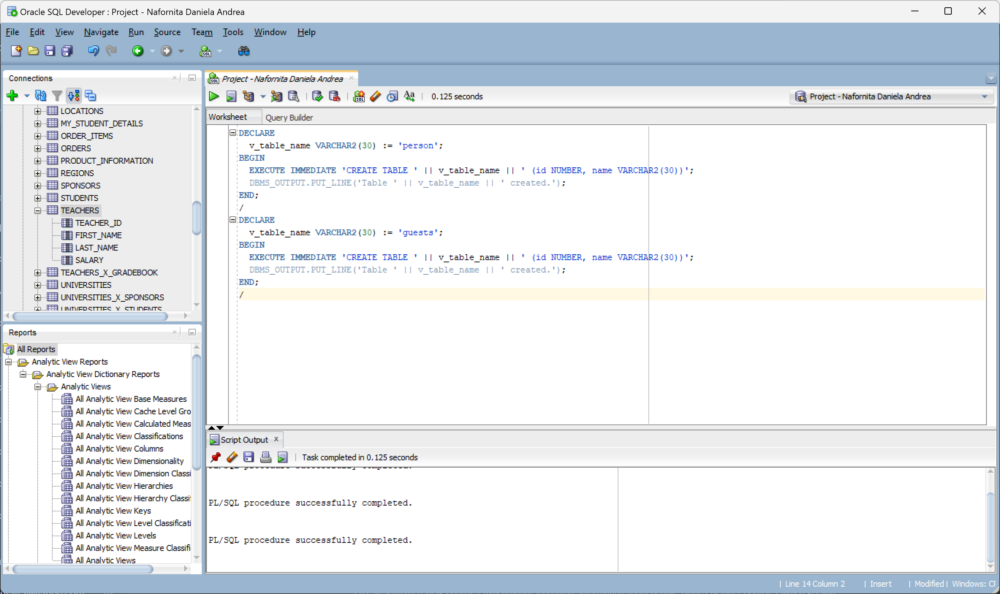 Oracle SQL Developer : Project - Nafornita Daniela Andrea
File Edit View Navigate Run Source Team Tools Window Help
Connections
LOCATIONS
MY_STUDENT_DETAILS
ORDER_ITEMS
ORDERS
PRODUCT_INFORMATION
REGIONS
SPONSORS
STUDENTS
TEACHERS
TEACHER_ID
FIRST_NAME
LAST_NAME
SALARY
TEACHERS_X_GRADEBOOK
UNIVERSITIES
UNIVERSITIES_X_SPONSORS
UNIVERSITIES_X_STUDENTS
Reports
All Reports
Analytic View Reports
Analytic View Dictionary Reports
Analytic Views
All Analytic View Base Measures
All Analytic View Cache Level Gro
All Analytic View Calculated Meas
All Analytic View Classifications
All Analytic View Columns
All Analytic View Dimensionality
All Analytic View Dimension Classi
All Analytic View Hierarchies
All Analytic View Hierarchy Classi
All Analytic View Keys
All Analytic View Level Classificati
All Analytic View Levels
All Analytic View Measure Classifi
All Analytic Views
Project - Nafornita Daniela Andrea
0.125 seconds
Project - Nafornita Daniela Andrea
Worksheet Query Builder
DECLARE
v_table_name VARCHAR2(30) := 'person';
BEGIN
EXECUTE IMMEDIATE 'CREATE TABLE ' || v_table_name || ' (id NUMBER, name VARCHAR2(30))';
DBMS_OUTPUT.PUT_LINE('Table ' || v_table_name || ' created.');
END;
/
DECLARE
v_table_name VARCHAR2(30) := 'guests';
BEGIN
EXECUTE IMMEDIATE 'CREATE TABLE ' || v_table_name || ' (id NUMBER, name VARCHAR2(30))';
DBMS_OUTPUT.PUT_LINE('Table ' || v_table_name || ' created.');
END;
/
Script Output
Task completed in 0.125 seconds
PL/SQL procedure successfully completed.
PL/SQL procedure successfully completed.
PL/SQL procedure successfully completed.
Line 14 Column 2 | Insert | Modified | Windows: CF